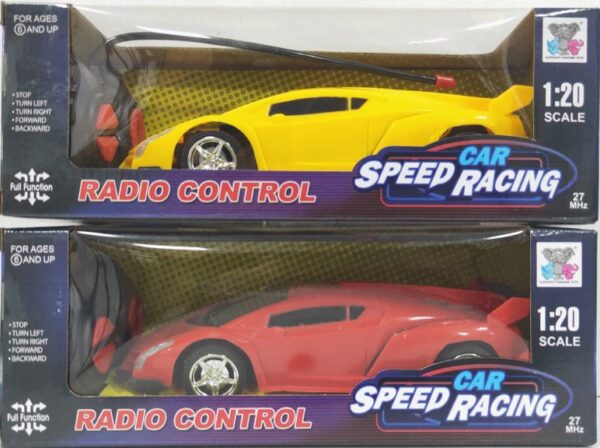 FOR AGES
6 AND UP
• STOP
• TURN LEFT
• TURN RIGHT
• FORWARD
• BACKWARD
Full Function
RADIO CONTROL
CAR
SPEED RACING
1:20
SCALE
27
MHz
FOR AGES
6 AND UP
• STOP
• TURN LEFT
• TURN RIGHT
• FORWARD
• BACKWARD
Full Function
RADIO CONTROL
CAR
SPEED RACING
1:20
SCALE
27
MHz